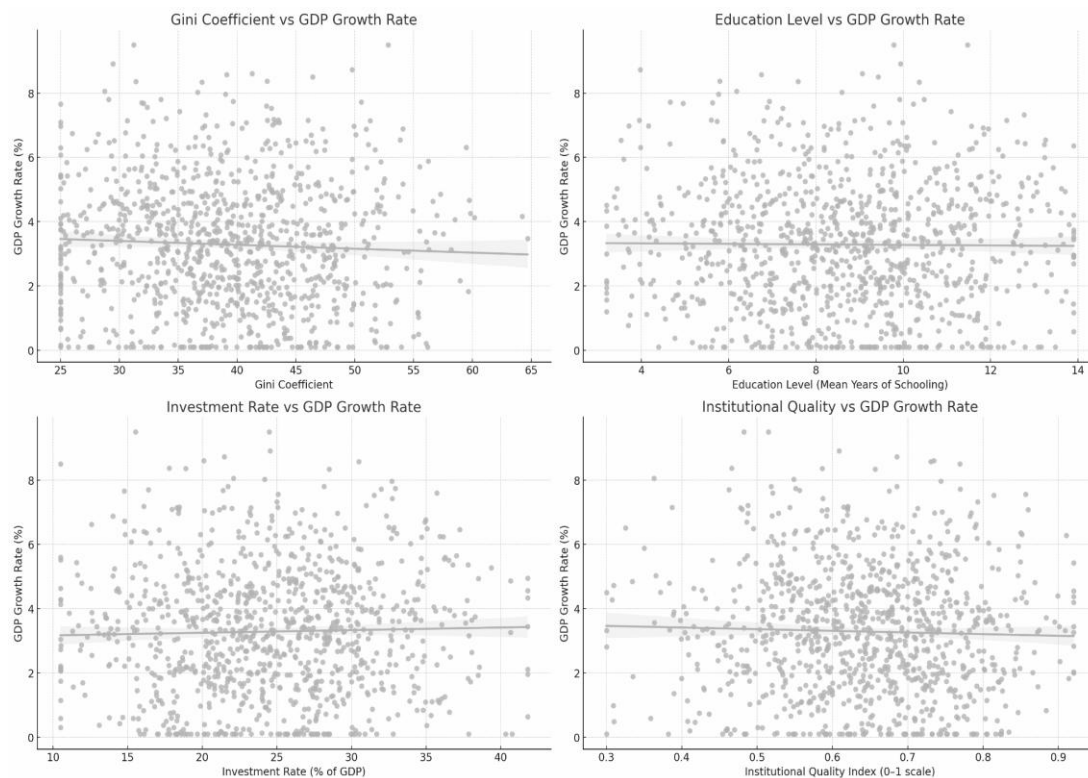 Gini Coefficient vs GDP Growth Rate
GDP Growth Rate (%)
8
6
4
2
0
25 30 35 40 45 50 55 60 65
Gini Coefficient
Education Level vs GDP Growth Rate
GDP Growth Rate (%)
8
6
4
2
0
4 6 8 10 12 14
Education Level (Mean Years of Schooling)
Investment Rate vs GDP Growth Rate
GDP Growth Rate (%)
8
6
4
2
0
10 15 20 25 30 35 40
Investment Rate (% of GDP)
Institutional Quality vs GDP Growth Rate
GDP Growth Rate (%)
8
6
4
2
0
0.3 0.4 0.5 0.6 0.7 0.8 0.9
Institutional Quality Index (0–1 scale)